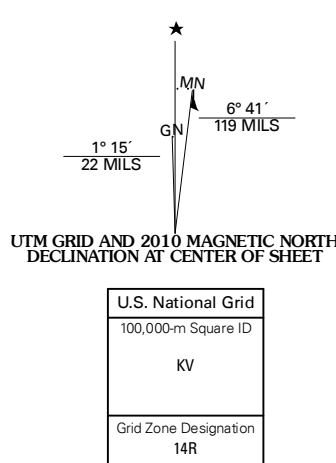 ★
MN
GN
6° 41´
119 MILS
1° 15´
22 MILS
UTM GRID AND 2010 MAGNETIC NORTH
DECLINATION AT CENTER OF SHEET
U.S. National Grid
100,000-m Square ID
KV
Grid Zone Designation
14R